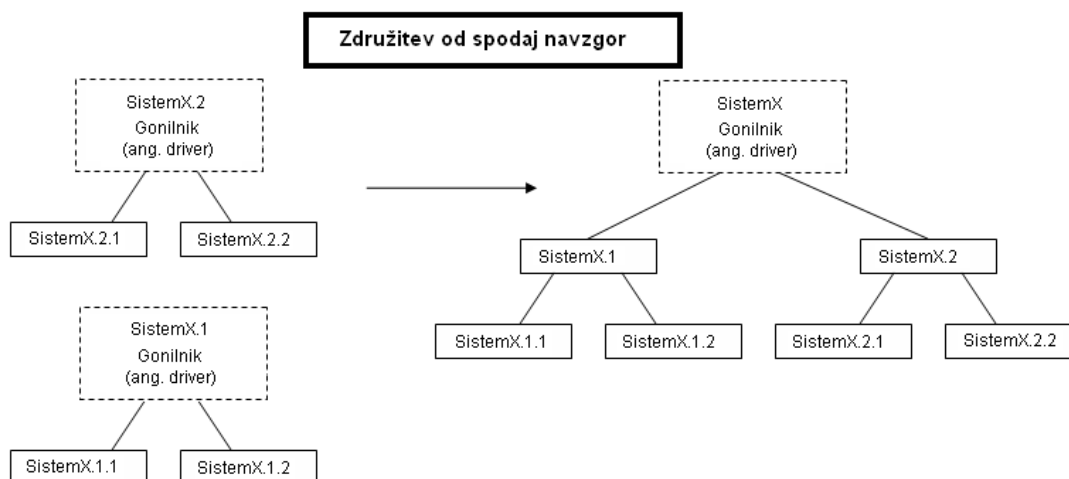 Združitev od spodaj navzgor
SistemX.2
Gonilnik
(ang. driver)
SistemX.2.1
SistemX.2.2
SistemX.1
Gonilnik
(ang. driver)
SistemX.1.1
SistemX.1.2
SistemX
Gonilnik
(ang. driver)
SistemX.1
SistemX.2
SistemX.1.1
SistemX.1.2
SistemX.2.1
SistemX.2.2